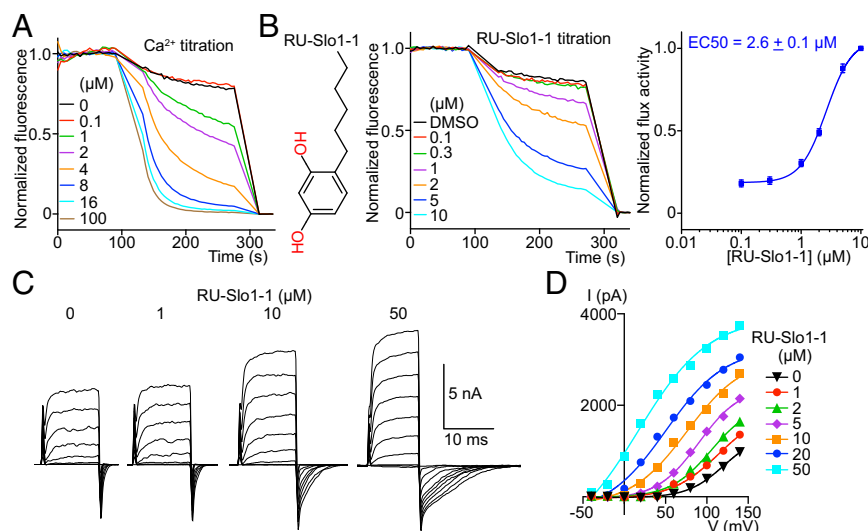 A
Ca²⁺ titration
Normalized fluorescence
1.0
0.5
0
(µM)
0
0.1
1
2
4
8
16
100
0
100
200
300
Time (s)
B
RU-Slo1-1
OH
HO
RU-Slo1-1 titration
Normalized fluorescence
1.0
0.5
0
(µM)
DMSO
0.1
0.3
1
2
5
10
0
100
200
300
Time (s)
EC50 = 2.6 ± 0.1 µM
Normalized flux activity
1.0
0.5
0
0.01
0.1
1
10
[RU-Slo1-1] (µM)
C
RU-Slo1-1 (µM)
0
1
10
50
5 nA
10 ms
D
I (pA)
4000
2000
0
-50
0
50
100
150
V (mV)
RU-Slo1-1
(µM)
0
1
2
5
10
20
50